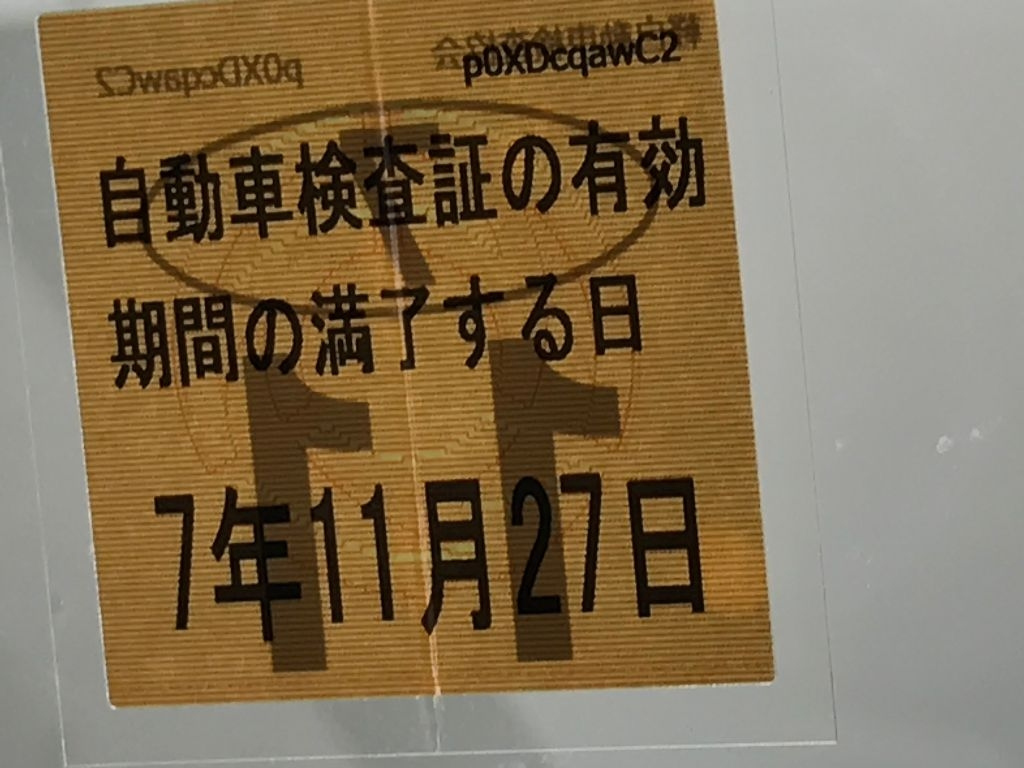 p0XDcqawC2
自動車検査証の有効
期間の満了する日
7年11月27日